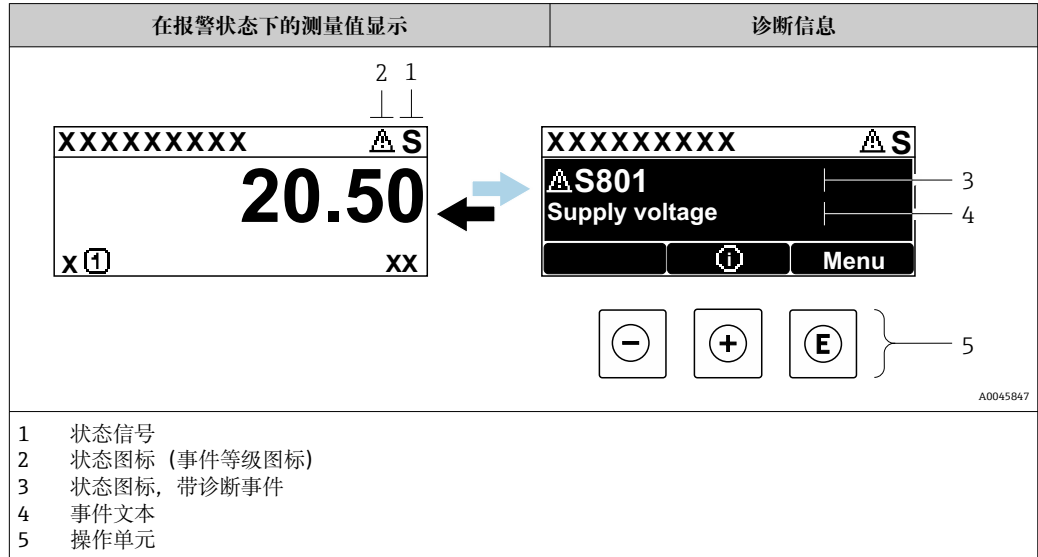 在报警状态下的测量值显示
诊断信息
2 1
XXXXXXXXX S
20.50
X 1 XX
XXXXXXXXX S
S801
Supply voltage
i Menu
3
4
− + E
5
A0045847
1 状态信号
2 状态图标（事件等级图标）
3 状态图标，带诊断事件
4 事件文本
5 操作单元